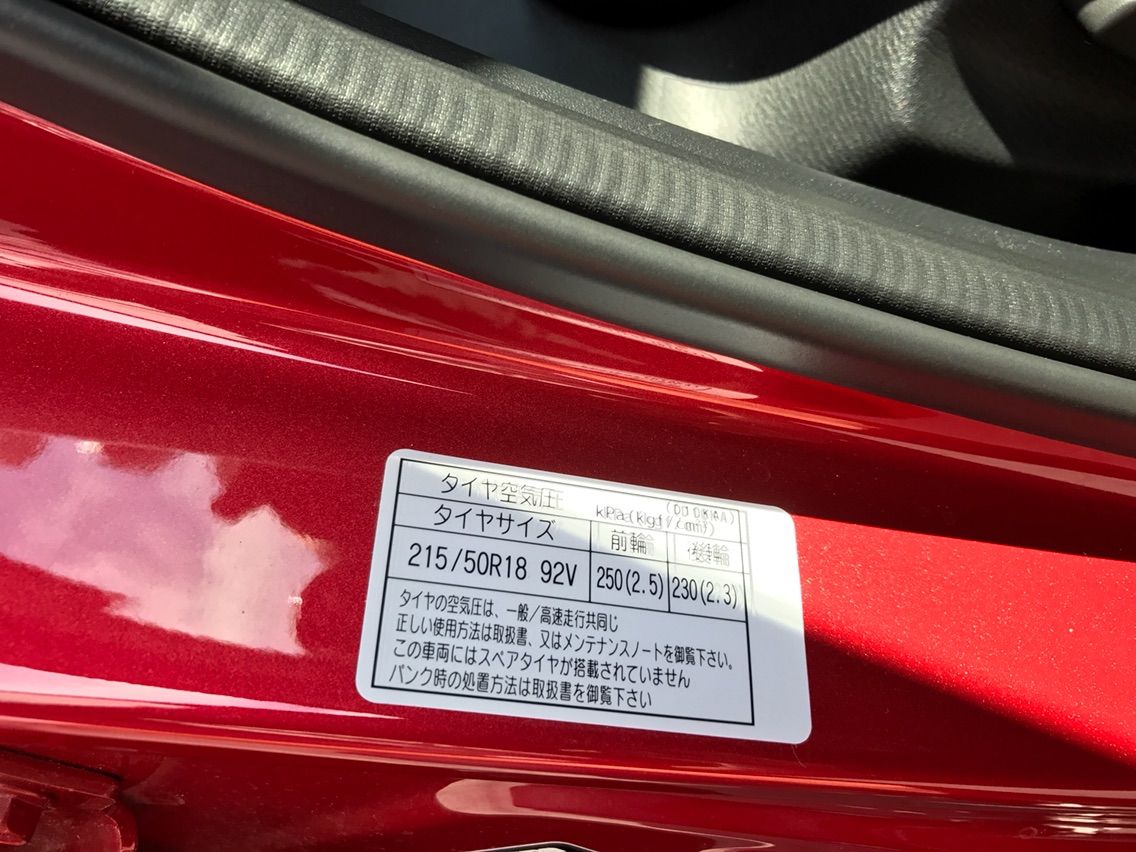 タイヤ空気圧 kPa(kgf/cm²)
タイヤサイズ 前輪 後輪
215/50R18 92V 250(2.5) 230(2.3)
タイヤの空気圧は、一般/高速走行共同じ
正しい使用方法は取扱書、又はメンテナンスノートを御覧下さい。
この車両にはスペアタイヤが搭載されていません
パンク時の処置方法は取扱書を御覧下さい